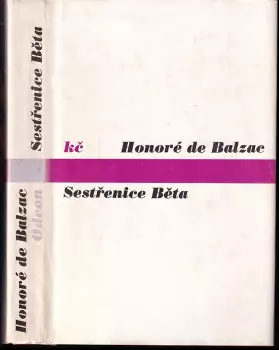 Honoré de Balzac
Odeon
Sestřenice Běta
kč
Honoré de Balzac
Sestřenice Běta